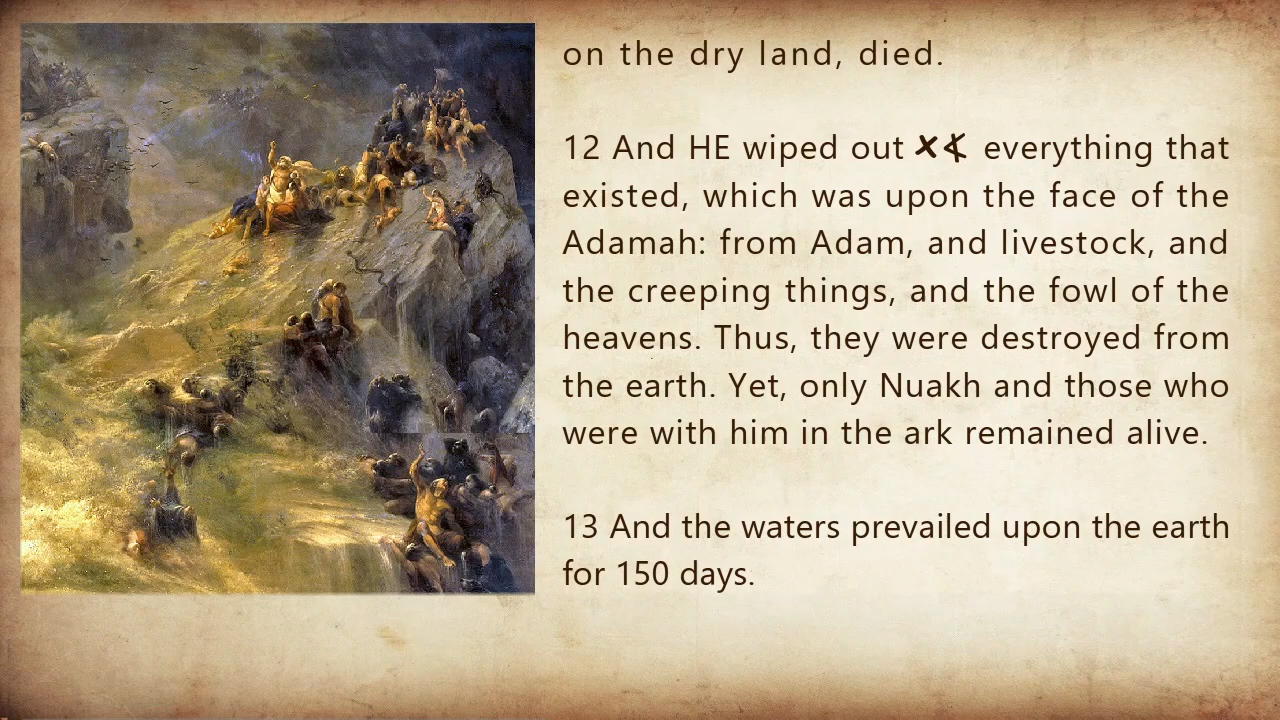 on the dry land, died.
12 And HE wiped out 𐤕𐤀 everything that
existed, which was upon the face of the
Adamah: from Adam, and livestock, and
the creeping things, and the fowl of the
heavens. Thus, they were destroyed from
the earth. Yet, only Nuakh and those who
were with him in the ark remained alive.
13 And the waters prevailed upon the earth
for 150 days.